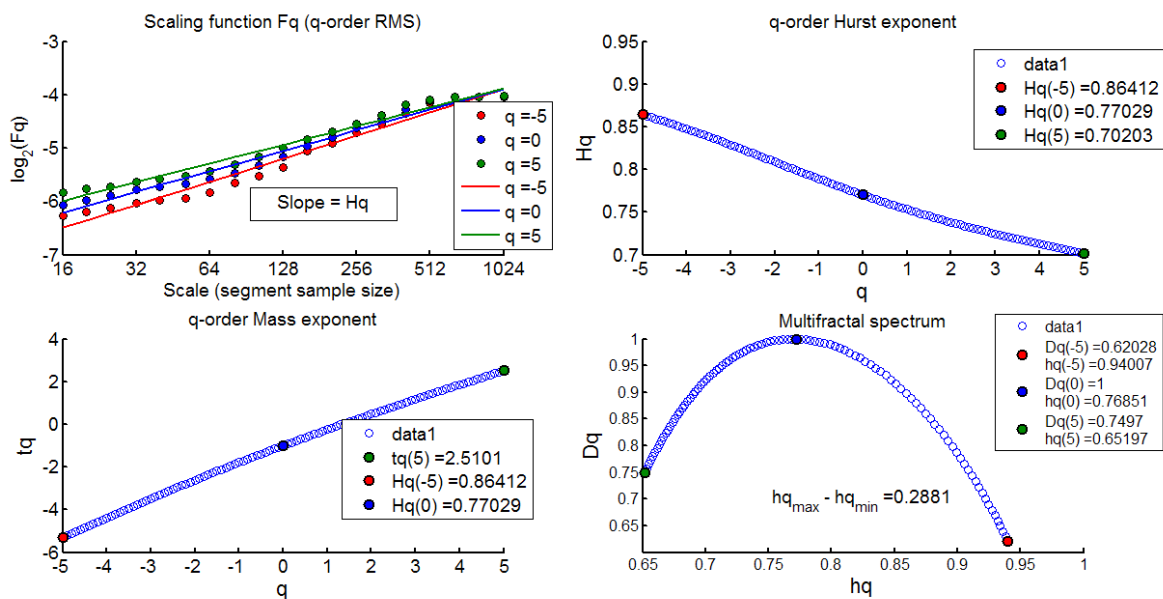 Scaling function Fq (q-order RMS)
-3
-4
-5
-6
-7
log2(Fq)
16 32 64 128 256 512 1024
Scale (segment sample size)
Slope = Hq
q =-5
q =0
q =5
q =-5
q =0
q =5
q-order Hurst exponent
0.95
0.9
0.85
0.8
0.75
0.7
Hq
-5 -4 -3 -2 -1 0 1 2 3 4 5
q
data1
Hq(-5) =0.86412
Hq(0) =0.77029
Hq(5) =0.70203
q-order Mass exponent
4
2
0
-2
-4
-6
tq
-5 -4 -3 -2 -1 0 1 2 3 4 5
q
data1
tq(5) =2.5101
Hq(-5) =0.86412
Hq(0) =0.77029
Multifractal spectrum
1
0.95
0.9
0.85
0.8
0.75
0.7
0.65
Dq
0.65 0.7 0.75 0.8 0.85 0.9 0.95 1
hq
hqmax - hqmin =0.2881
data1
Dq(-5) =0.62028
hq(-5) =0.94007
Dq(0) =1
hq(0) =0.76851
Dq(5) =0.7497
hq(5) =0.65197